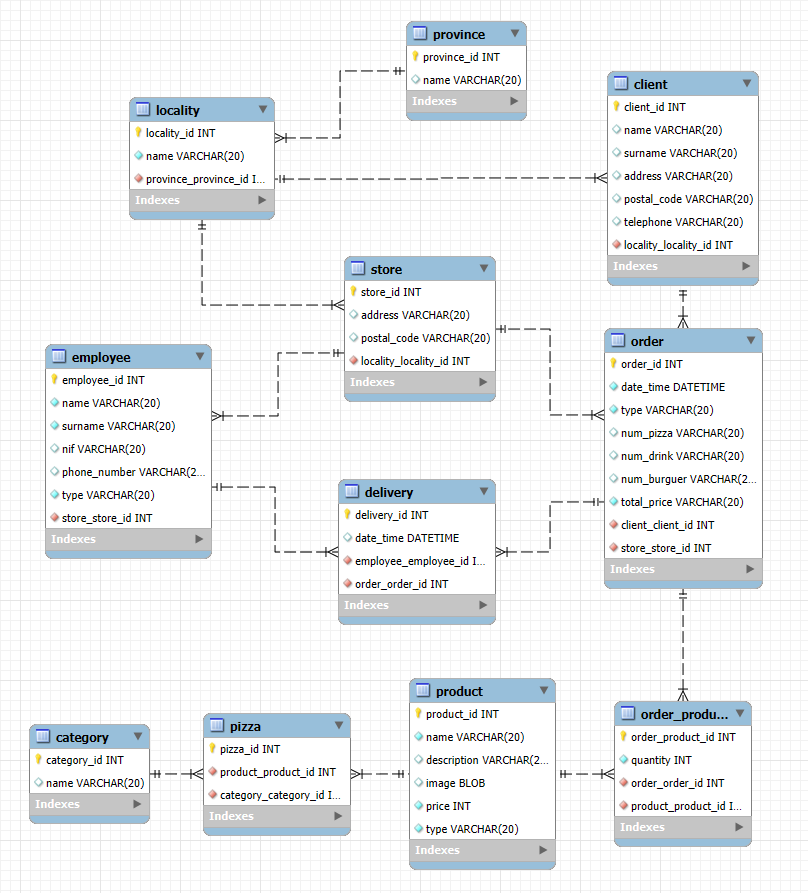 province
province_id INT
name VARCHAR(20)
Indexes
client
client_id INT
name VARCHAR(20)
surname VARCHAR(20)
address VARCHAR(20)
postal_code VARCHAR(20)
telephone VARCHAR(20)
locality_locality_id INT
Indexes
locality
locality_id INT
name VARCHAR(20)
province_province_id I...
Indexes
store
store_id INT
address VARCHAR(20)
postal_code VARCHAR(20)
locality_locality_id INT
Indexes
order
order_id INT
date_time DATETIME
type VARCHAR(20)
num_pizza VARCHAR(20)
num_drink VARCHAR(20)
num_burguer VARCHAR(2...
total_price VARCHAR(20)
client_client_id INT
store_store_id INT
Indexes
employee
employee_id INT
name VARCHAR(20)
surname VARCHAR(20)
nif VARCHAR(20)
phone_number VARCHAR(2...
type VARCHAR(20)
store_store_id INT
Indexes
delivery
delivery_id INT
date_time DATETIME
employee_employee_id I...
order_order_id INT
Indexes
category
category_id INT
name VARCHAR(20)
Indexes
pizza
pizza_id INT
product_product_id INT
category_category_id I...
Indexes
product
product_id INT
name VARCHAR(20)
description VARCHAR(2...
image BLOB
price INT
type VARCHAR(20)
Indexes
order_produ...
order_product_id INT
quantity INT
order_order_id INT
product_product_id I...
Indexes